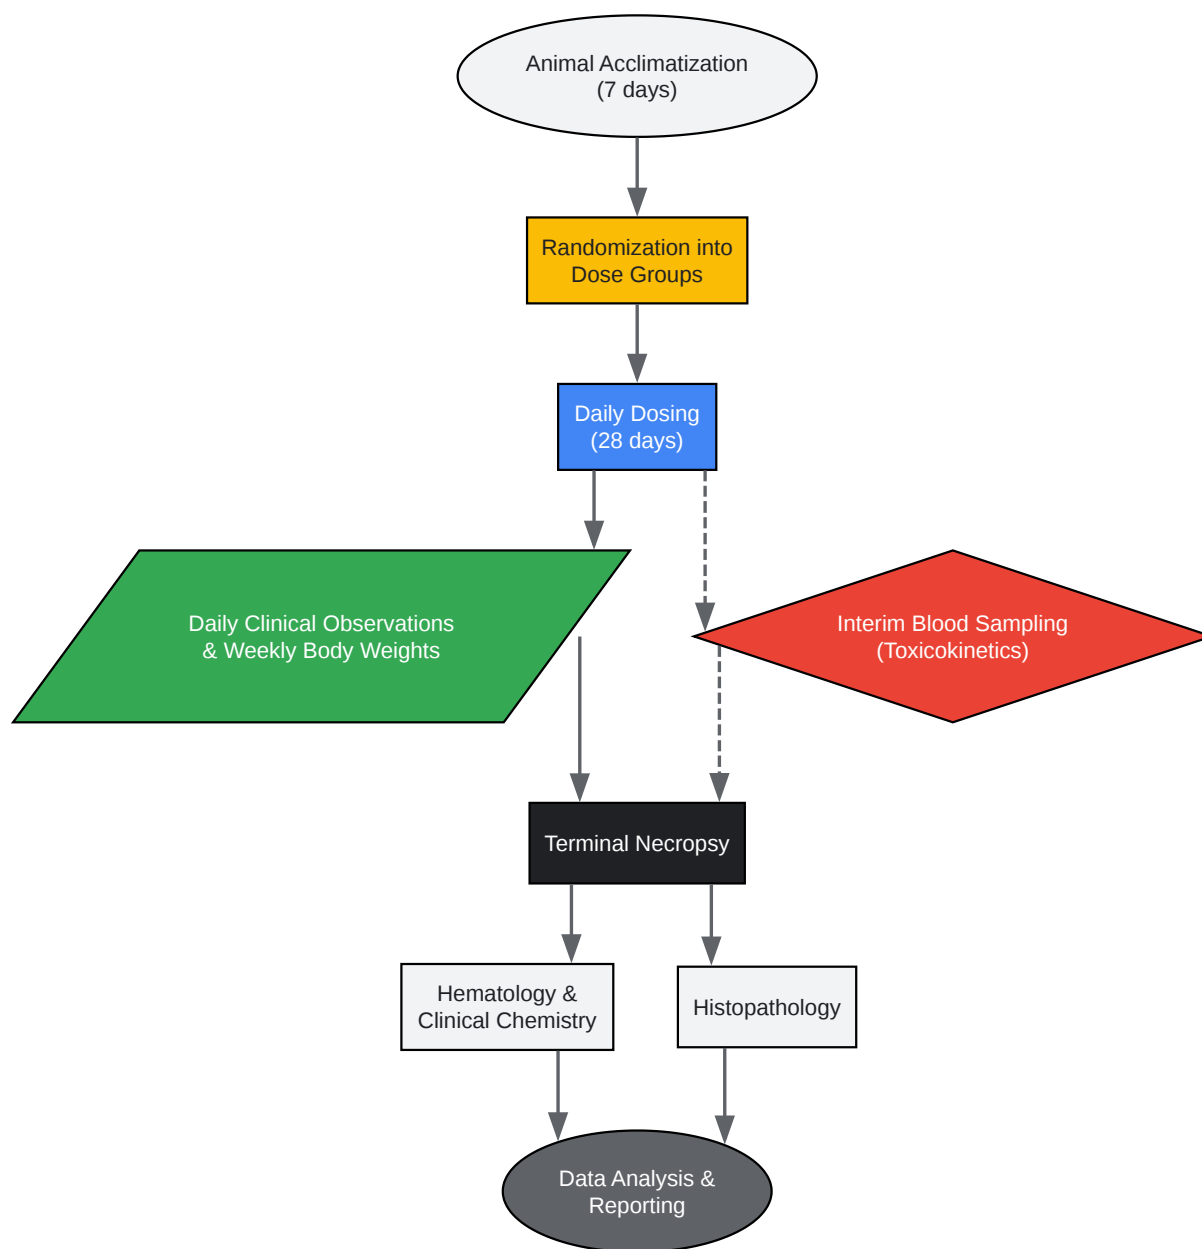 Animal Acclimatization
(7 days)
Randomization into
Dose Groups
Daily Dosing
(28 days)
Daily Clinical Observations
& Weekly Body Weights
Interim Blood Sampling
(Toxicokinetics)
Terminal Necropsy
Hematology &
Clinical Chemistry
Histopathology
Data Analysis &
Reporting